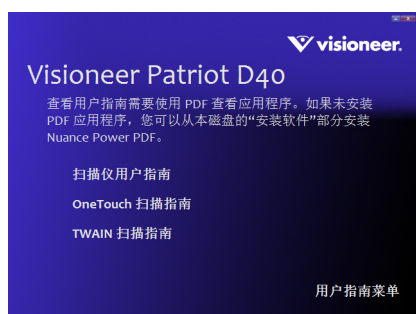 visioneer.
Visioneer Patriot D40
查看用户指南需要使用 PDF 查看应用程序。如果未安装
PDF 应用程序，您可以从本磁盘的“安装软件”部分安装
Nuance Power PDF。
扫描仪用户指南
OneTouch 扫描指南
TWAIN 扫描指南
用户指南菜单